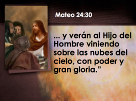 Mateo 24:30
... y verán al Hijo del
Hombre viniendo
sobre las nubes del
cielo, con poder y
gran gloria."